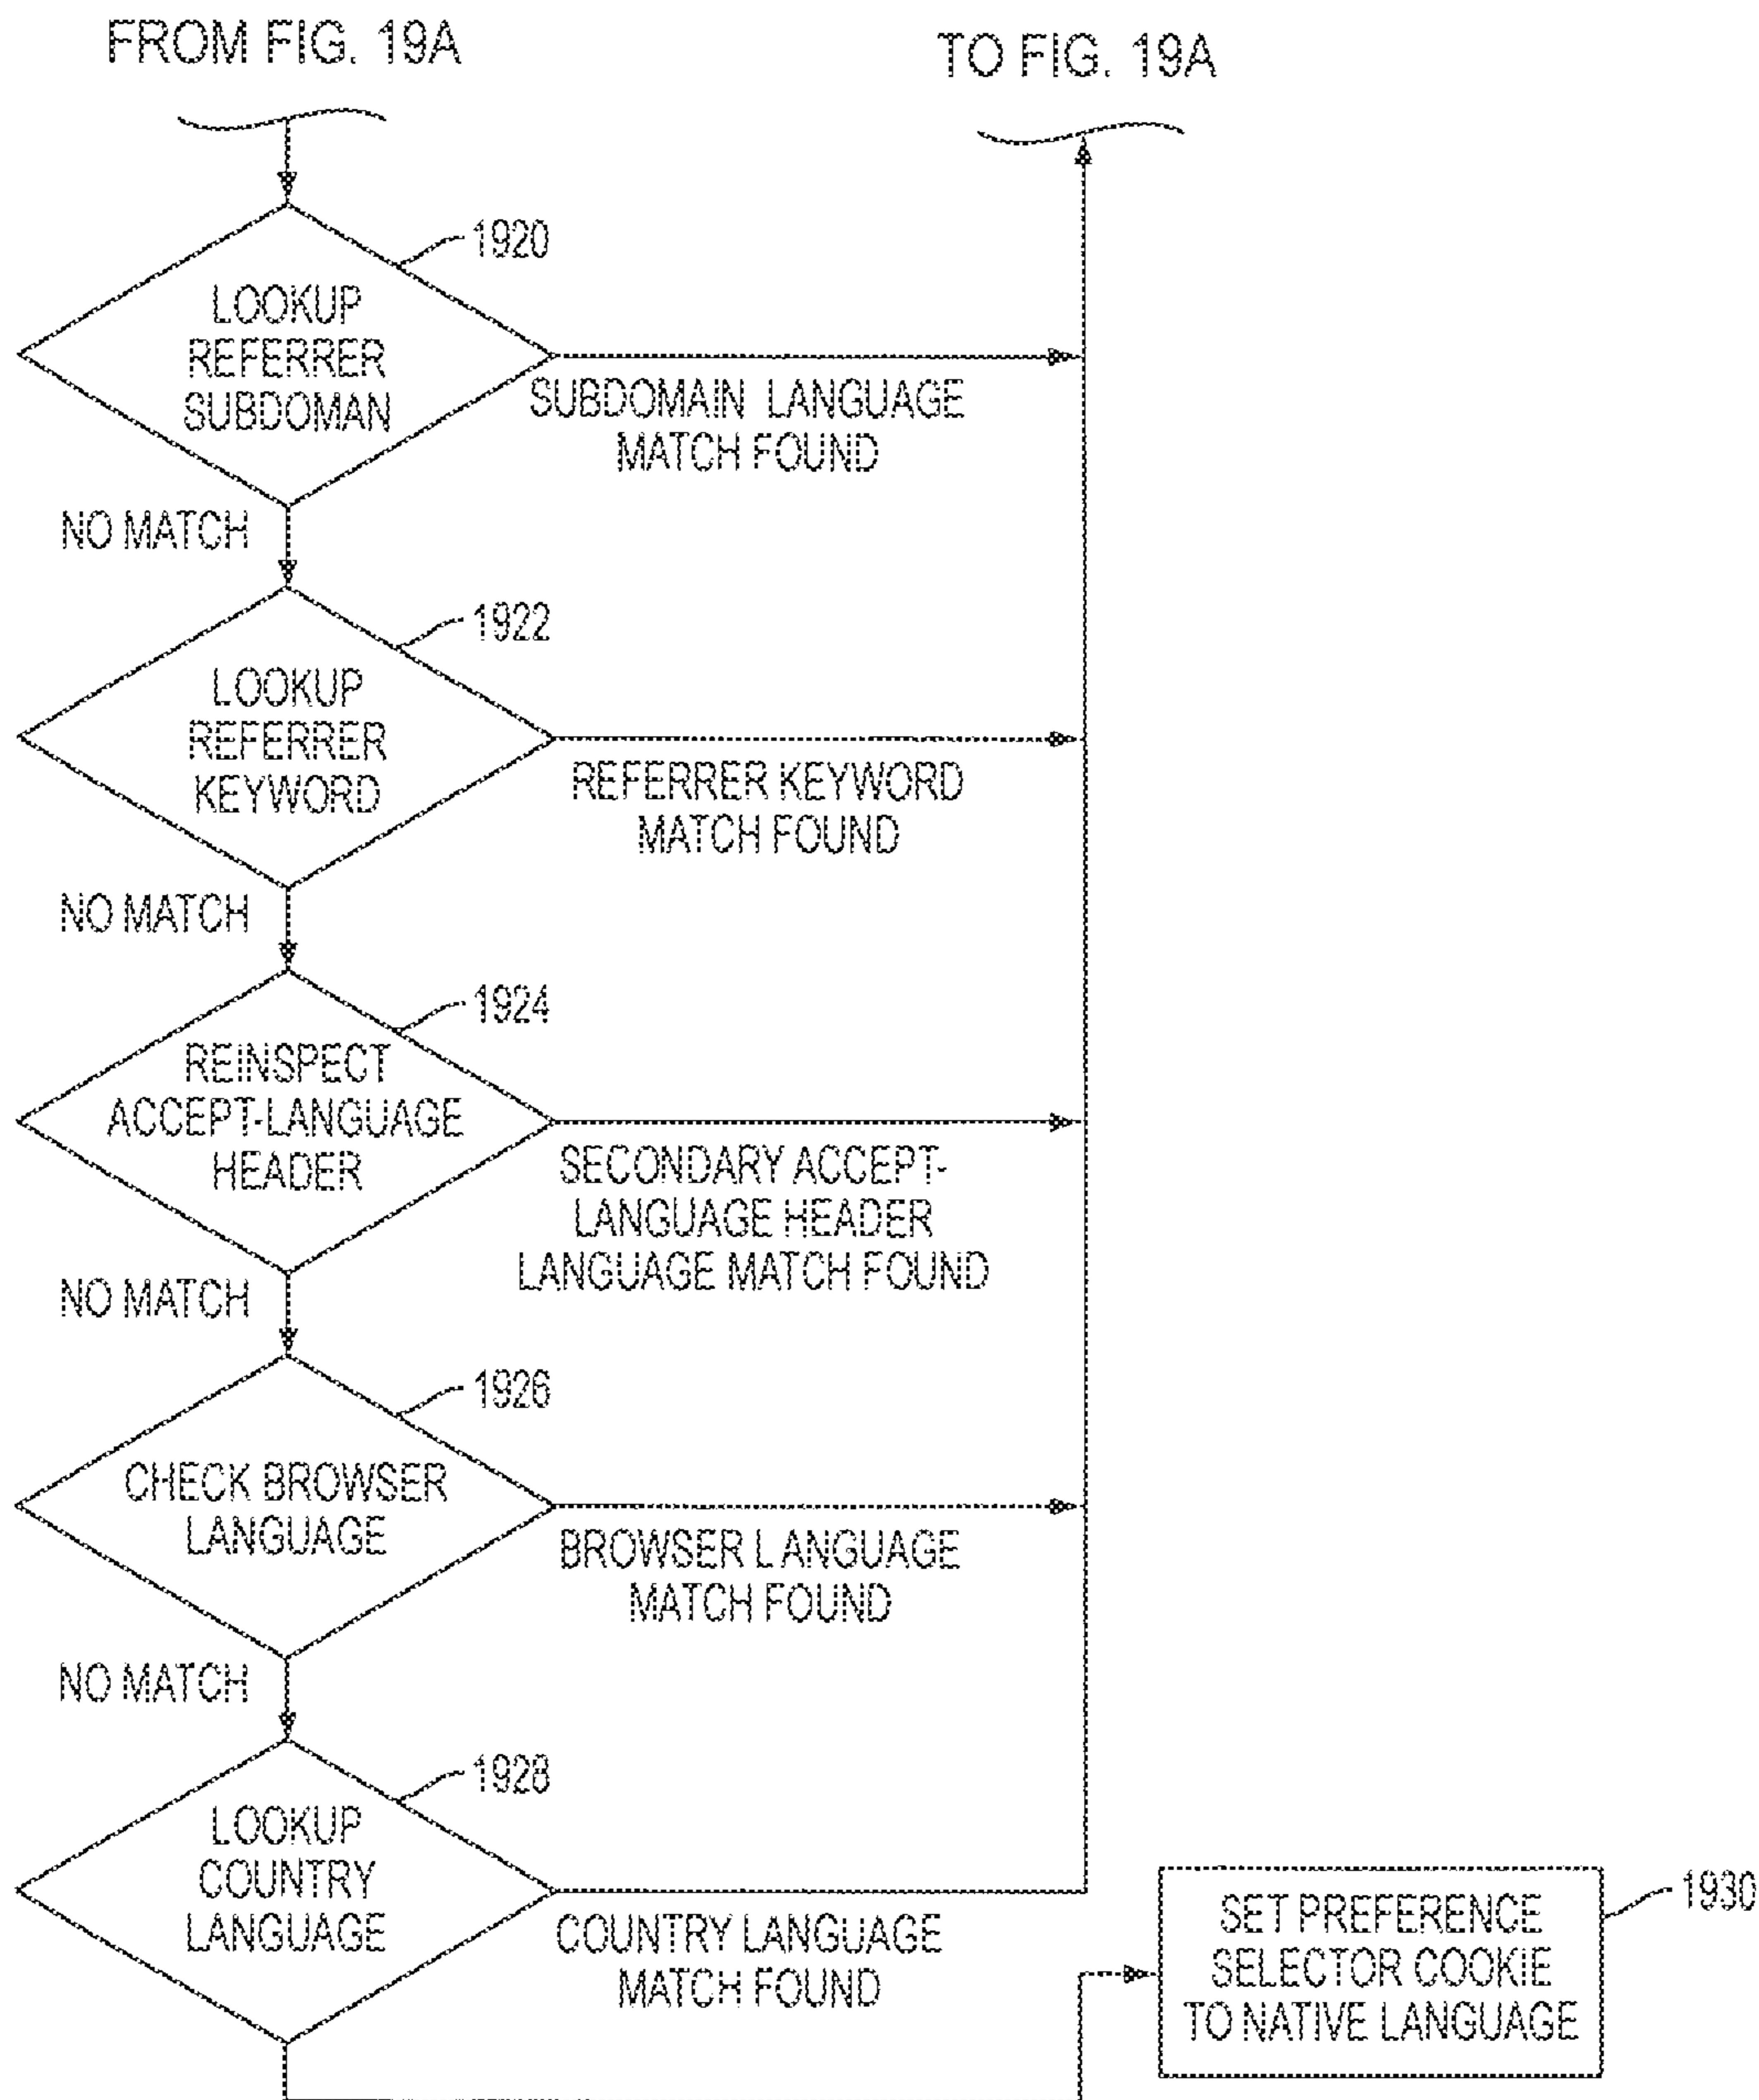 FROM FIG. 19A
TO FIG. 19A
1920
LOOKUP
REFERRER
SUBDOMAN
SUBDOMAIN LANGUAGE
MATCH FOUND
NO MATCH
1922
LOOKUP
REFERRER
KEYWORD
REFERRER KEYWORD
MATCH FOUND
NO MATCH
1924
REINSPECT
ACCEPT-LANGUAGE
HEADER
SECONDARY ACCEPT-
LANGUAGE HEADER
LANGUAGE MATCH FOUND
NO MATCH
1926
CHECK BROWSER
LANGUAGE
BROWSER LANGUAGE
MATCH FOUND
NO MATCH
1928
LOOKUP
COUNTRY
LANGUAGE
COUNTRY LANGUAGE
MATCH FOUND
1930
SET PREFERENCE
SELECTOR COOKIE
TO NATIVE LANGUAGE